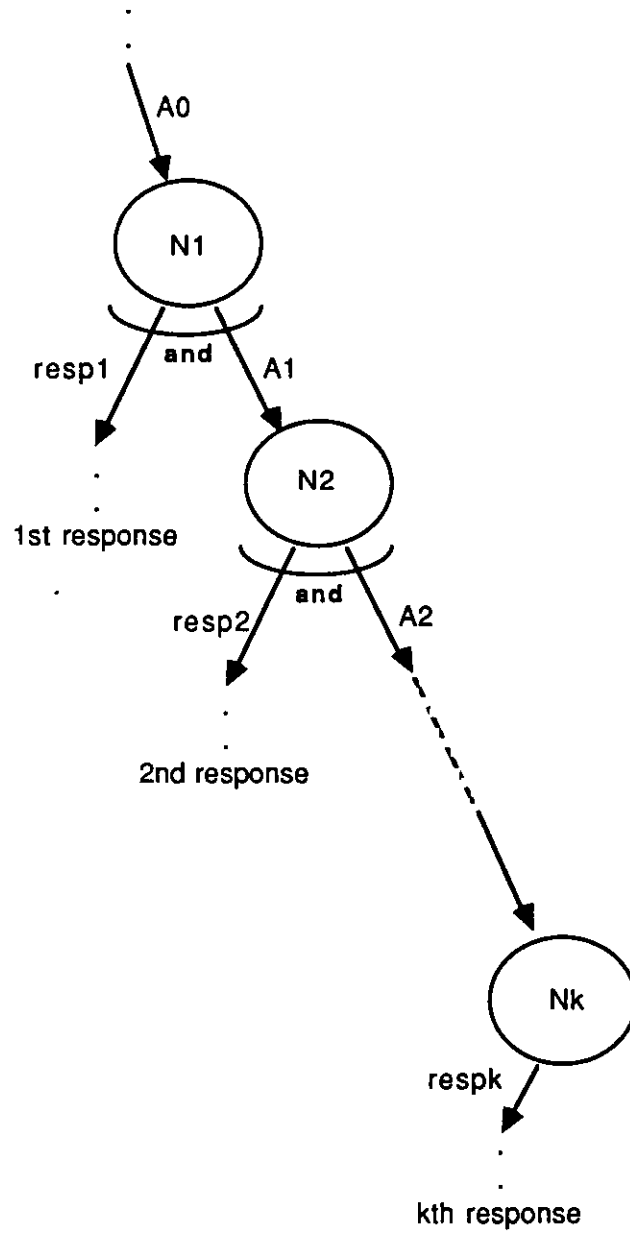 A0
N1
and
resp1
A1
1st response
N2
and
resp2
A2
2nd response
Nk
respk
kth response